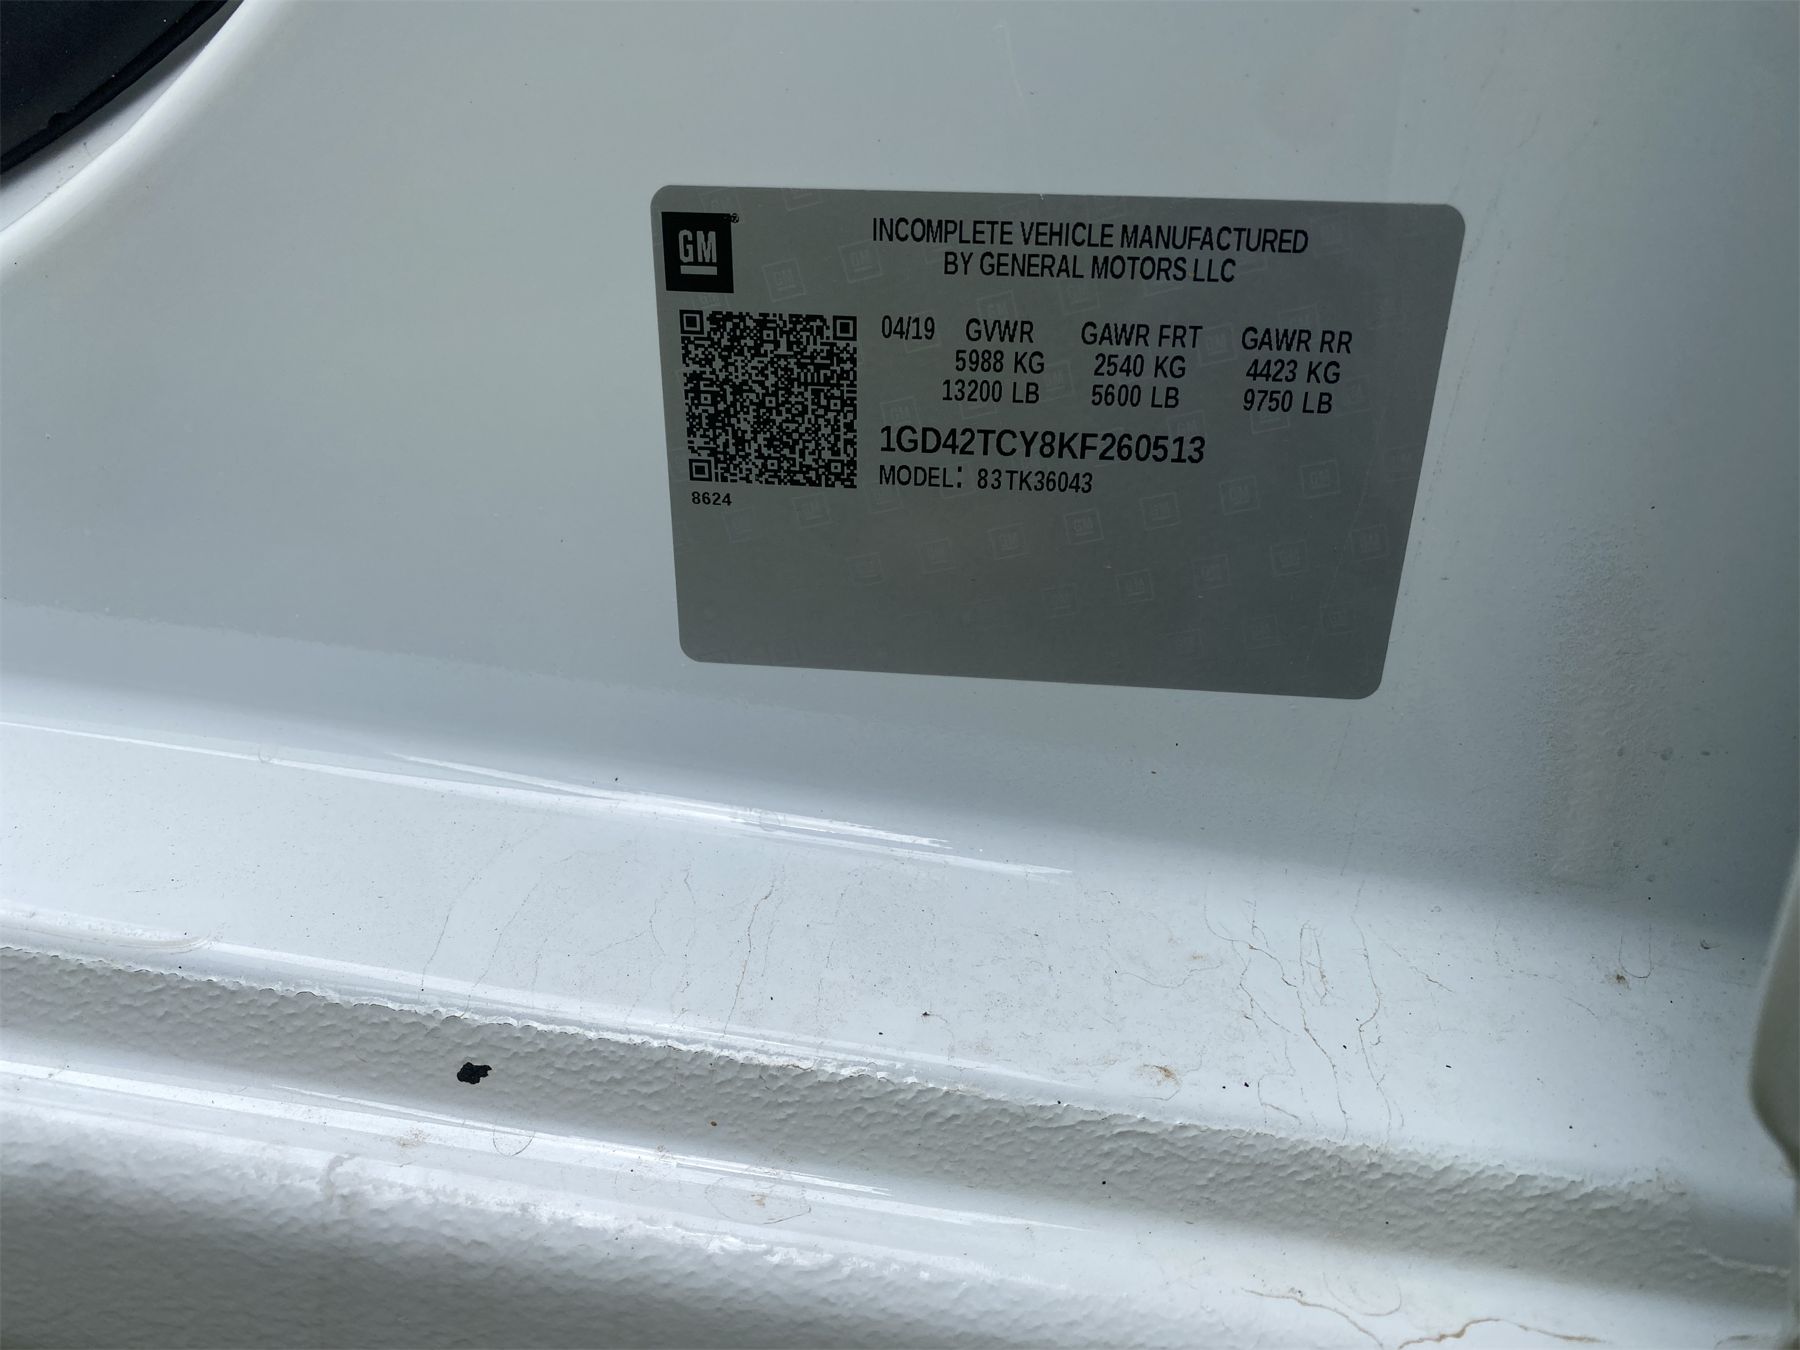 GM
INCOMPLETE VEHICLE MANUFACTURED
BY GENERAL MOTORS LLC
04/19 GVWR GAWR FRT GAWR RR
5988 KG 2540 KG 4423 KG
13200 LB 5600 LB 9750 LB
1GD42TCY8KF260513
MODEL: 83TK36043
8624